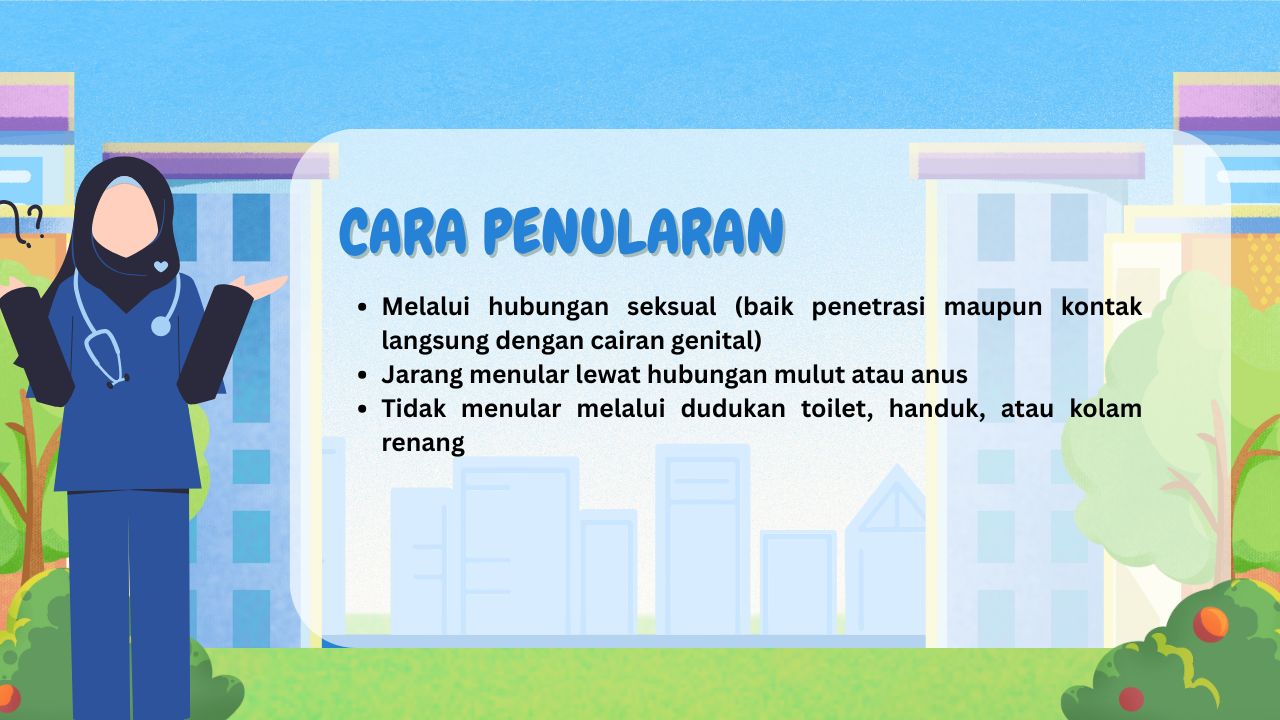 CARA PENULARAN
• Melalui hubungan seksual (baik penetrasi maupun kontak
langsung dengan cairan genital)
• Jarang menular lewat hubungan mulut atau anus
• Tidak menular melalui dudukan toilet, handuk, atau kolam
renang
??